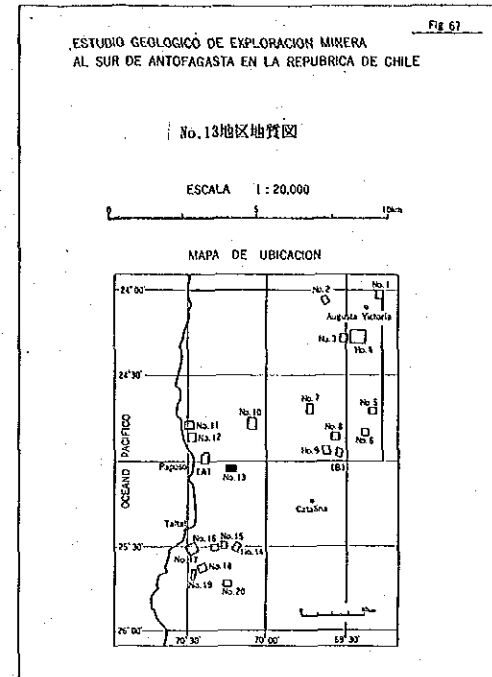 Fig 67
ESTUDIO GEOLOGICO DE EXPLORACION MINERA
AL SUR DE ANTOFAGASTA EN LA REPUBRICA DE CHILE
No.13地区地質図
ESCALA 1:20,000
0 5 10km
MAPA DE UBICACION
24°00'
No.2
No.1
Augusta Victoria
No.3
No.4
24°30'
No.7
No.5
No.10
No.11
No.12
No.8
No.6
No.9
(B)
Paposo
(A)
No.13
OCEANO PACIFICO
Catalina
Taltal
25°30'
No.16
No.15
No.14
No.17
No.18
No.19
No.20
26°00'
70°30'
70°00'
69°30'